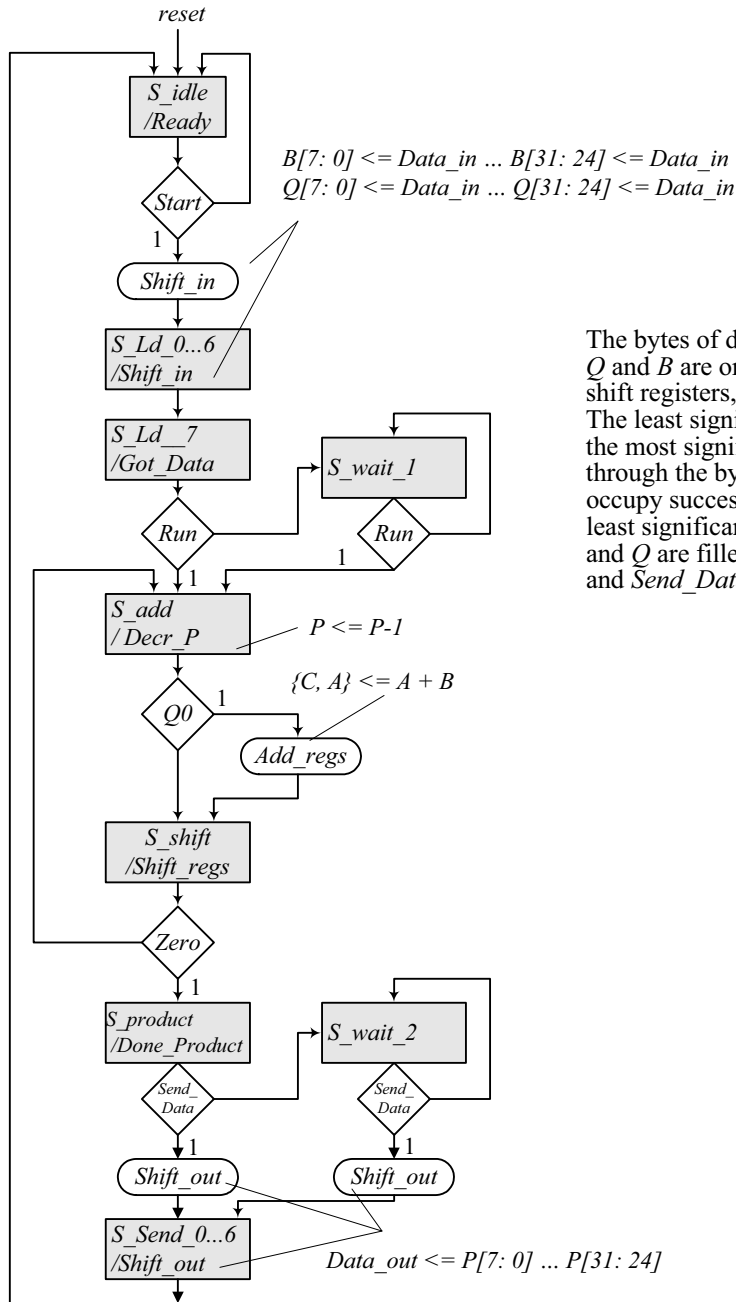 reset
S_idle
/Ready
B[7: 0] <= Data_in ... B[31: 24] <= Data_in
Q[7: 0] <= Data_in ... Q[31: 24] <= Data_in
Start
1
Shift_in
S_Ld_0...6
/Shift_in
The bytes of d
Q and B are or
shift registers,
The least signi
the most signif
through the by
occupy succes
least significar
and Q are fille
and Send_Dat
S_Ld__7
/Got_Data
S_wait_1
Run
Run
1
1
S_add
/ Decr_P
P <= P-1
{C, A} <= A + B
Q0
1
Add_regs
S_shift
/Shift_regs
Zero
1
S_product
/Done_Product
S_wait_2
Send_
Data
Send_
Data
1
1
Shift_out
Shift_out
S_Send_0...6
/Shift_out
Data_out <= P[7: 0] ... P[31: 24]